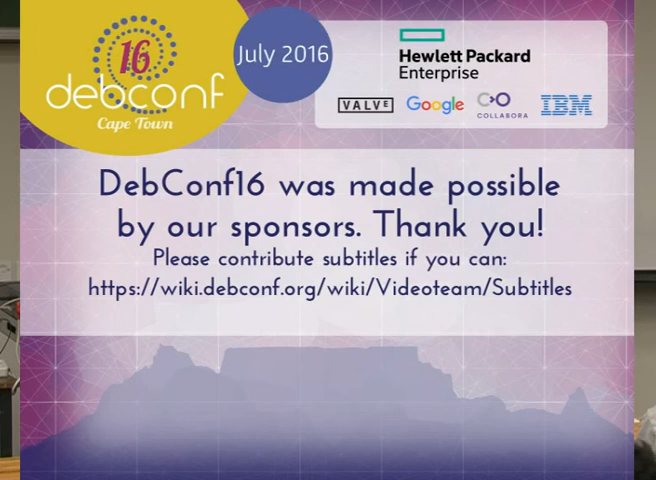 16
debconf
Cape Town
July 2016
Hewlett Packard
Enterprise
VALVE
Google
COLLABORA
IBM
DebConf16 was made possible
by our sponsors. Thank you!
Please contribute subtitles if you can:
https://wiki.debconf.org/wiki/Videoteam/Subtitles